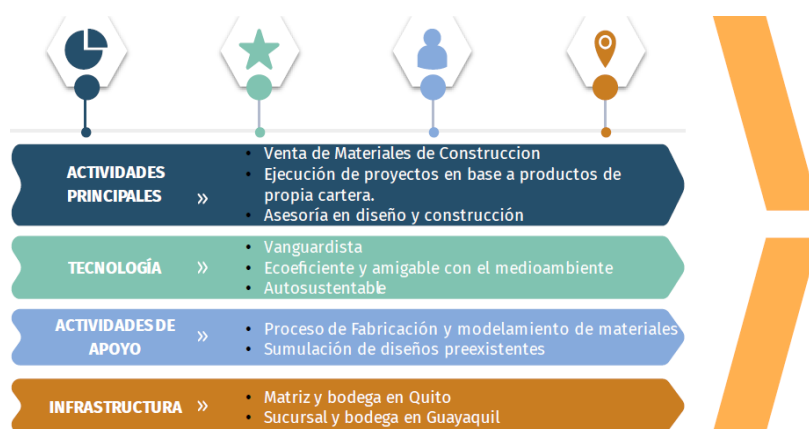 ACTIVIDADES
PRINCIPALES »
• Venta de Materiales de Construccion
• Ejecución de proyectos en base a productos de
propia cartera.
• Asesoría en diseño y construcción
TECNOLOGÍA »
• Vanguardista
• Ecoeficiente y amigable con el medioambiente
• Autosustentable
ACTIVIDADES DE
APOYO »
• Proceso de Fabricación y modelamiento de materiales
• Sumulación de diseños preexistentes
INFRASTRUCTURA »
• Matriz y bodega en Quito
• Sucursal y bodega en Guayaquil